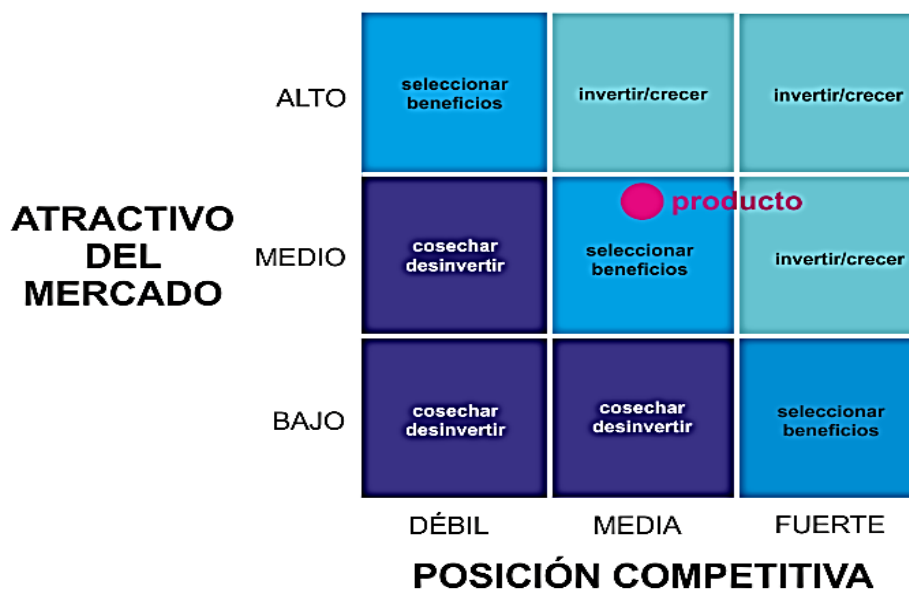 ALTO
seleccionar
beneficios
invertir/crecer
invertir/crecer
ATRACTIVO
DEL
MERCADO
MEDIO
cosechar
desinvertir
producto
seleccionar
beneficios
invertir/crecer
BAJO
cosechar
desinvertir
cosechar
desinvertir
seleccionar
beneficios
DÉBIL
MEDIA
FUERTE
POSICIÓN COMPETITIVA